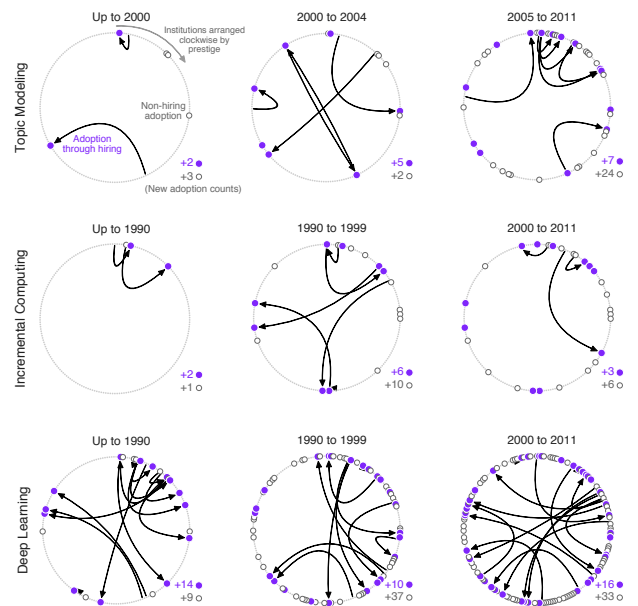 Up to 2000
2000 to 2004
2005 to 2011
Institutions arranged
clockwise by
prestige
Topic Modeling
Non-hiring
adoption
Adoption
through hiring
+2
+3
(New adoption counts)
+5
+2
+7
+24
Up to 1990
1990 to 1999
2000 to 2011
Incremental Computing
+2
+1
+6
+10
+3
+6
Up to 1990
1990 to 1999
2000 to 2011
Deep Learning
+14
+9
+10
+37
+16
+33